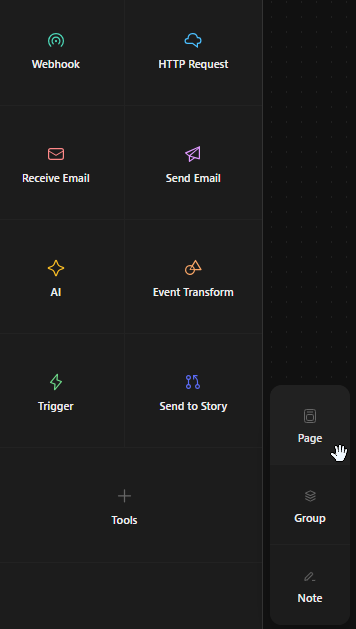 Webhook
HTTP Request
Receive Email
Send Email
AI
Event Transform
Trigger
Send to Story
Page
Group
Tools
Note